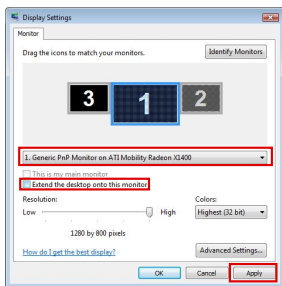 Display Settings
Monitor
Drag the icons to match your monitors.
Identify Monitors
3
1
2
1. Generic PnP Monitor on ATI Mobility Radeon X1400
This is my main monitor
Extend the desktop onto this monitor
Resolution:
Colors:
Low
High
Highest (32 bit)
1280 by 800 pixels
How do I get the best display?
Advanced Settings...
OK
Cancel
Apply